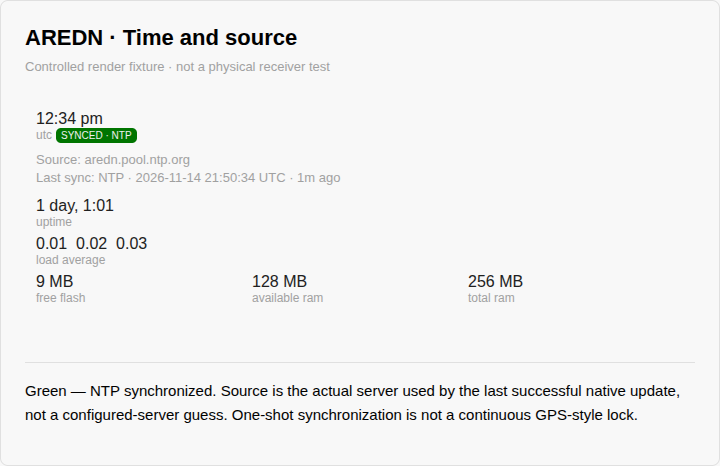 AREDN · Time and source
Controlled render fixture · not a physical receiver test
12:34 pm
utc SYNCED · NTP
Source: aredn.pool.ntp.org
Last sync: NTP · 2026-11-14 21:50:34 UTC · 1m ago
1 day, 1:01
uptime
0.01 0.02 0.03
load average
9 MB 128 MB 256 MB
free flash available ram total ram
Green — NTP synchronized. Source is the actual server used by the last successful native update,
not a configured-server guess. One-shot synchronization is not a continuous GPS-style lock.